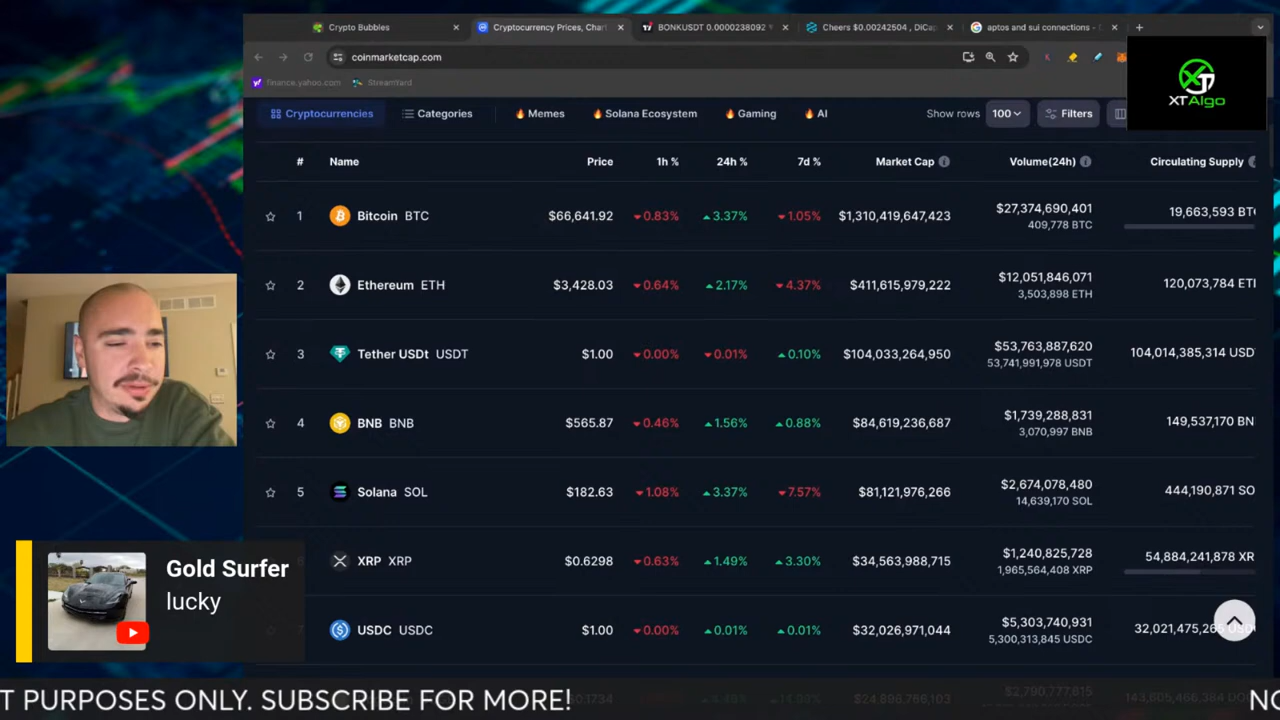 Crypto Bubbles
Cryptocurrency Prices, Char
BONKUSDT 0.0000238092
Cheers $0.00242504 , DiCap
aptos and sui connections -
coinmarketcap.com
finance.yahoo.com StreamYard
XTAlgo
Cryptocurrencies Categories Memes Solana Ecosystem Gaming AI Show rows 100 Filters
# Name Price 1h % 24h % 7d % Market Cap Volume(24h) Circulating Supply
1 Bitcoin BTC $66,641.92 0.83% 3.37% 1.05% $1,310,419,647,423 $27,374,690,401 19,663,593 BT
409,778 BTC
2 Ethereum ETH $3,428.03 0.64% 2.17% 4.37% $411,615,979,222 $12,051,846,071 120,073,784 ET
3,503,898 ETH
3 Tether USDt USDT $1.00 0.00% 0.01% 0.10% $104,033,264,950 $53,763,887,620 104,014,385,314 USD
53,741,991,978 USDT
4 BNB BNB $565.87 0.46% 1.56% 0.88% $84,619,236,687 $1,739,288,831 149,537,170 BN
3,070,997 BNB
5 Solana SOL $182.63 1.08% 3.37% 7.57% $81,121,976,266 $2,674,078,480 444,190,871 SO
14,639,170 SOL
XRP XRP $0.6298 0.63% 1.49% 3.30% $34,563,988,715 $1,240,825,728 54,884,241,878 XR
1,965,564,408 XRP
USDC USDC $1.00 0.00% 0.01% 0.01% $32,026,971,044 $5,303,740,931 32,021,475,265 USD
5,300,313,845 USDC
Gold Surfer
lucky
T PURPOSES ONLY. SUBSCRIBE FOR MORE! NO